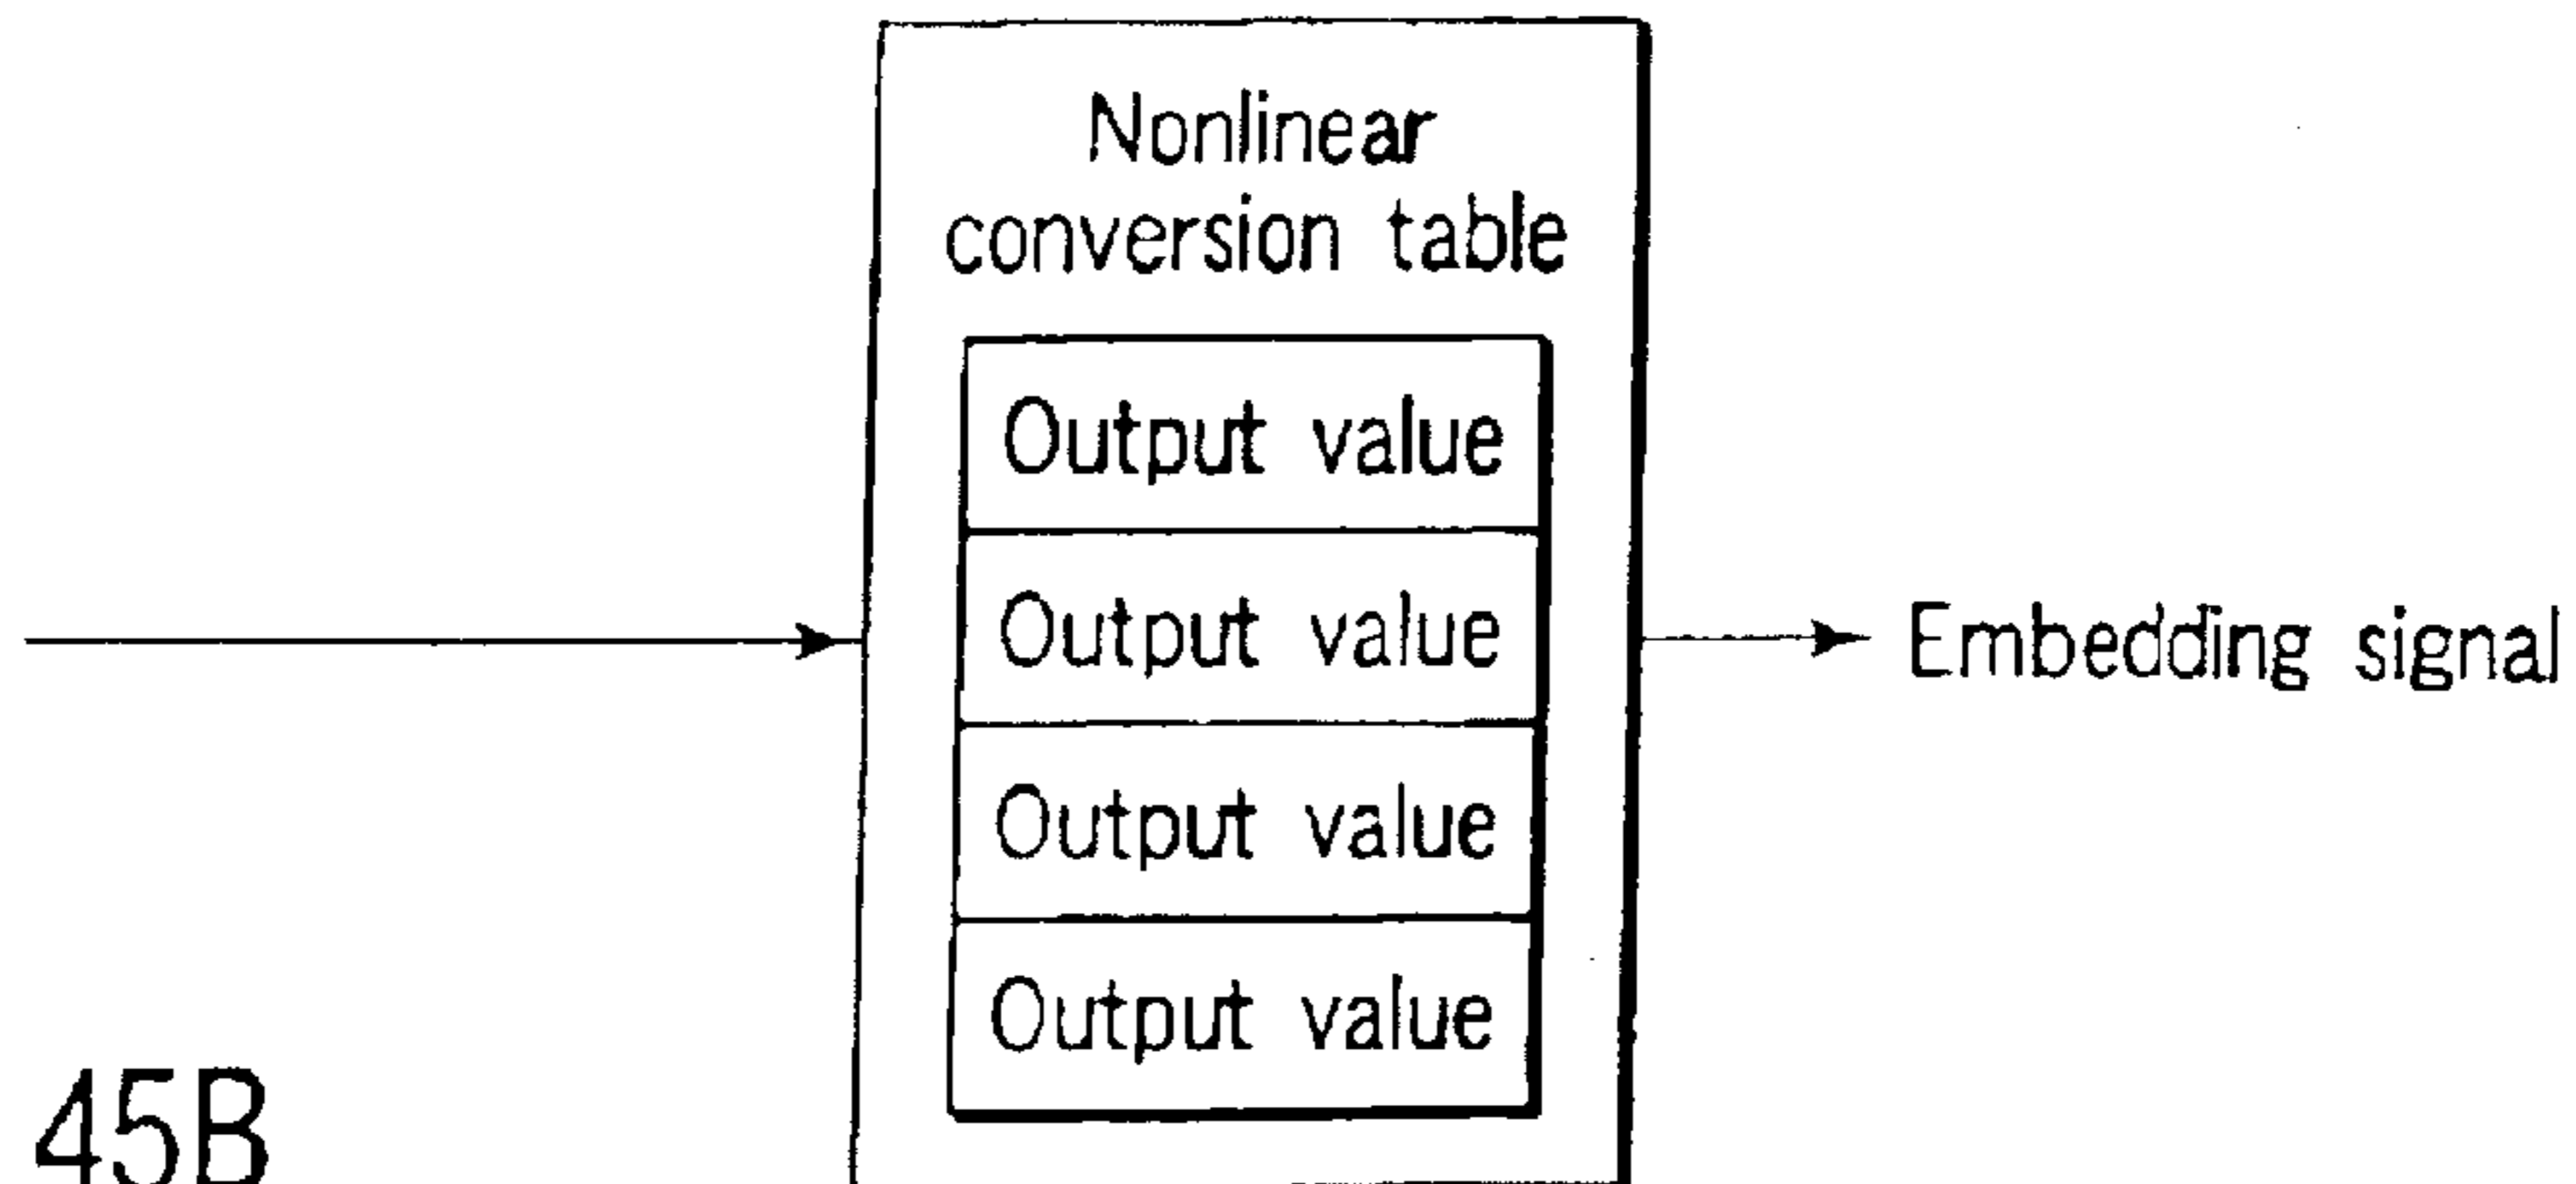 Nonlinear
conversion table
Output value
Output value
Embedding signal
Output value
Output value
45B